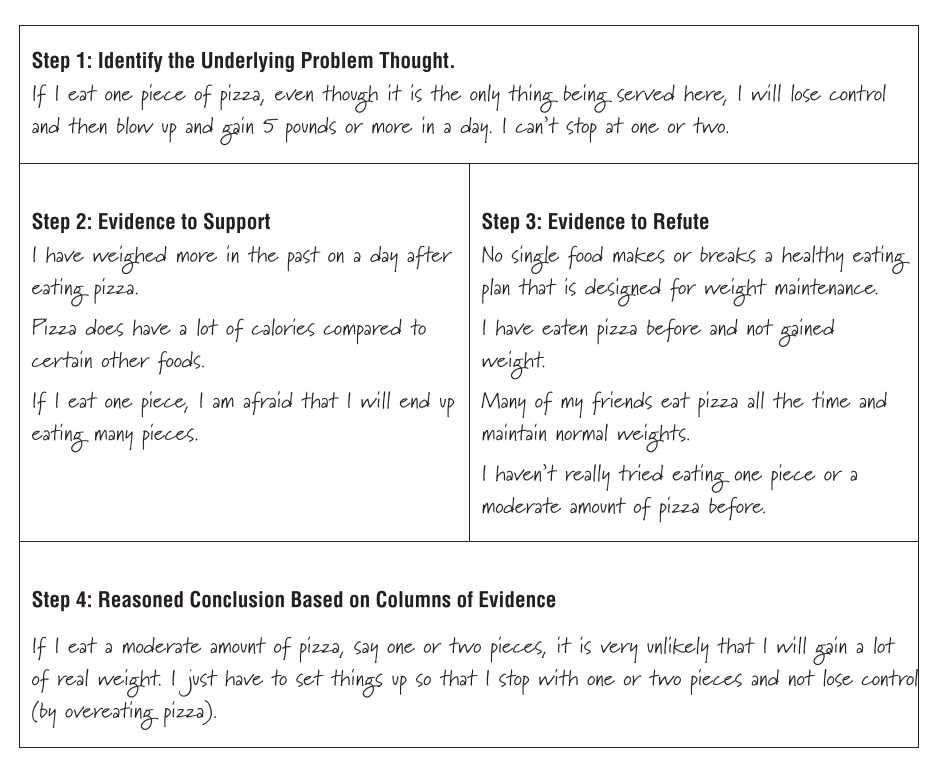 Step 1: Identify the Underlying Problem Thought.
If I eat one piece of pizza, even though it is the only thing being served here, I will lose control
and then blow up and gain 5 pounds or more in a day. I can't stop at one or two.
Step 2: Evidence to Support
I have weighed more in the past on a day after
eating pizza.
Pizza does have a lot of calories compared to
certain other foods.
If I eat one piece, I am afraid that I will end up
eating many pieces.
Step 3: Evidence to Refute
No single food makes or breaks a healthy eating
plan that is designed for weight maintenance.
I have eaten pizza before and not gained
weight.
Many of my friends eat pizza all the time and
maintain normal weights.
I haven't really tried eating one piece or a
moderate amount of pizza before.
Step 4: Reasoned Conclusion Based on Columns of Evidence
If I eat a moderate amount of pizza, say one or two pieces, it is very unlikely that I will gain a lot
of real weight. I just have to set things up so that I stop with one or two pieces and not lose control
(by overeating pizza).